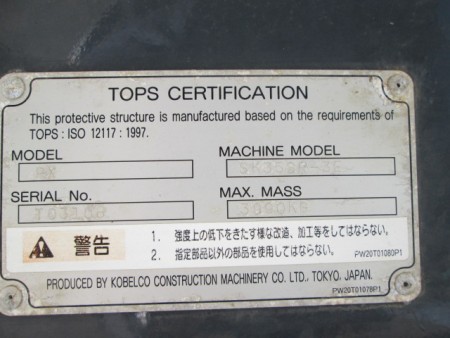 TOPS CERTIFICATION
This protective structure is manufactured based on the requirements of
TOPS : ISO 12117 : 1997.
MODEL MACHINE MODEL
SERIAL No. MAX. MASS
警告
1. 強度上の低下をきたす様な改造、加工等をしてはならない。
2. 指定部品以外の部品を使用してはならない。
PW20T01080P1
PRODUCED BY KOBELCO CONSTRUCTION MACHINERY CO. LTD., TOKYO, JAPAN.
PW20T01078P1